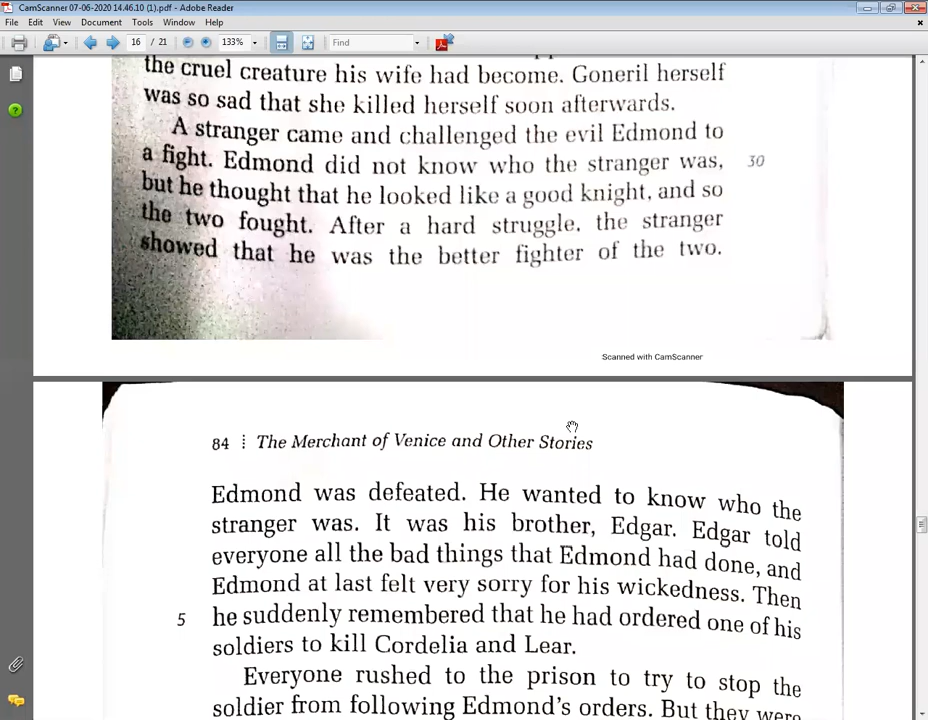 CamScanner 07-06-2020 14.46.10 (1).pdf - Adobe Reader
File Edit View Document Tools Window Help
16 / 21 133% Find
the cruel creature his wife had become. Goneril herself
was so sad that she killed herself soon afterwards.
A stranger came and challenged the evil Edmond to
a fight. Edmond did not know who the stranger was, 30
but he thought that he looked like a good knight, and so
the two fought. After a hard struggle, the stranger
showed that he was the better fighter of the two.
Scanned with CamScanner
84 The Merchant of Venice and Other Stories
Edmond was defeated. He wanted to know who the
stranger was. It was his brother, Edgar. Edgar told
everyone all the bad things that Edmond had done, and
Edmond at last felt very sorry for his wickedness. Then
5 he suddenly remembered that he had ordered one of his
soldiers to kill Cordelia and Lear.
Everyone rushed to the prison to try to stop the
soldier from following Edmond's orders. But they were